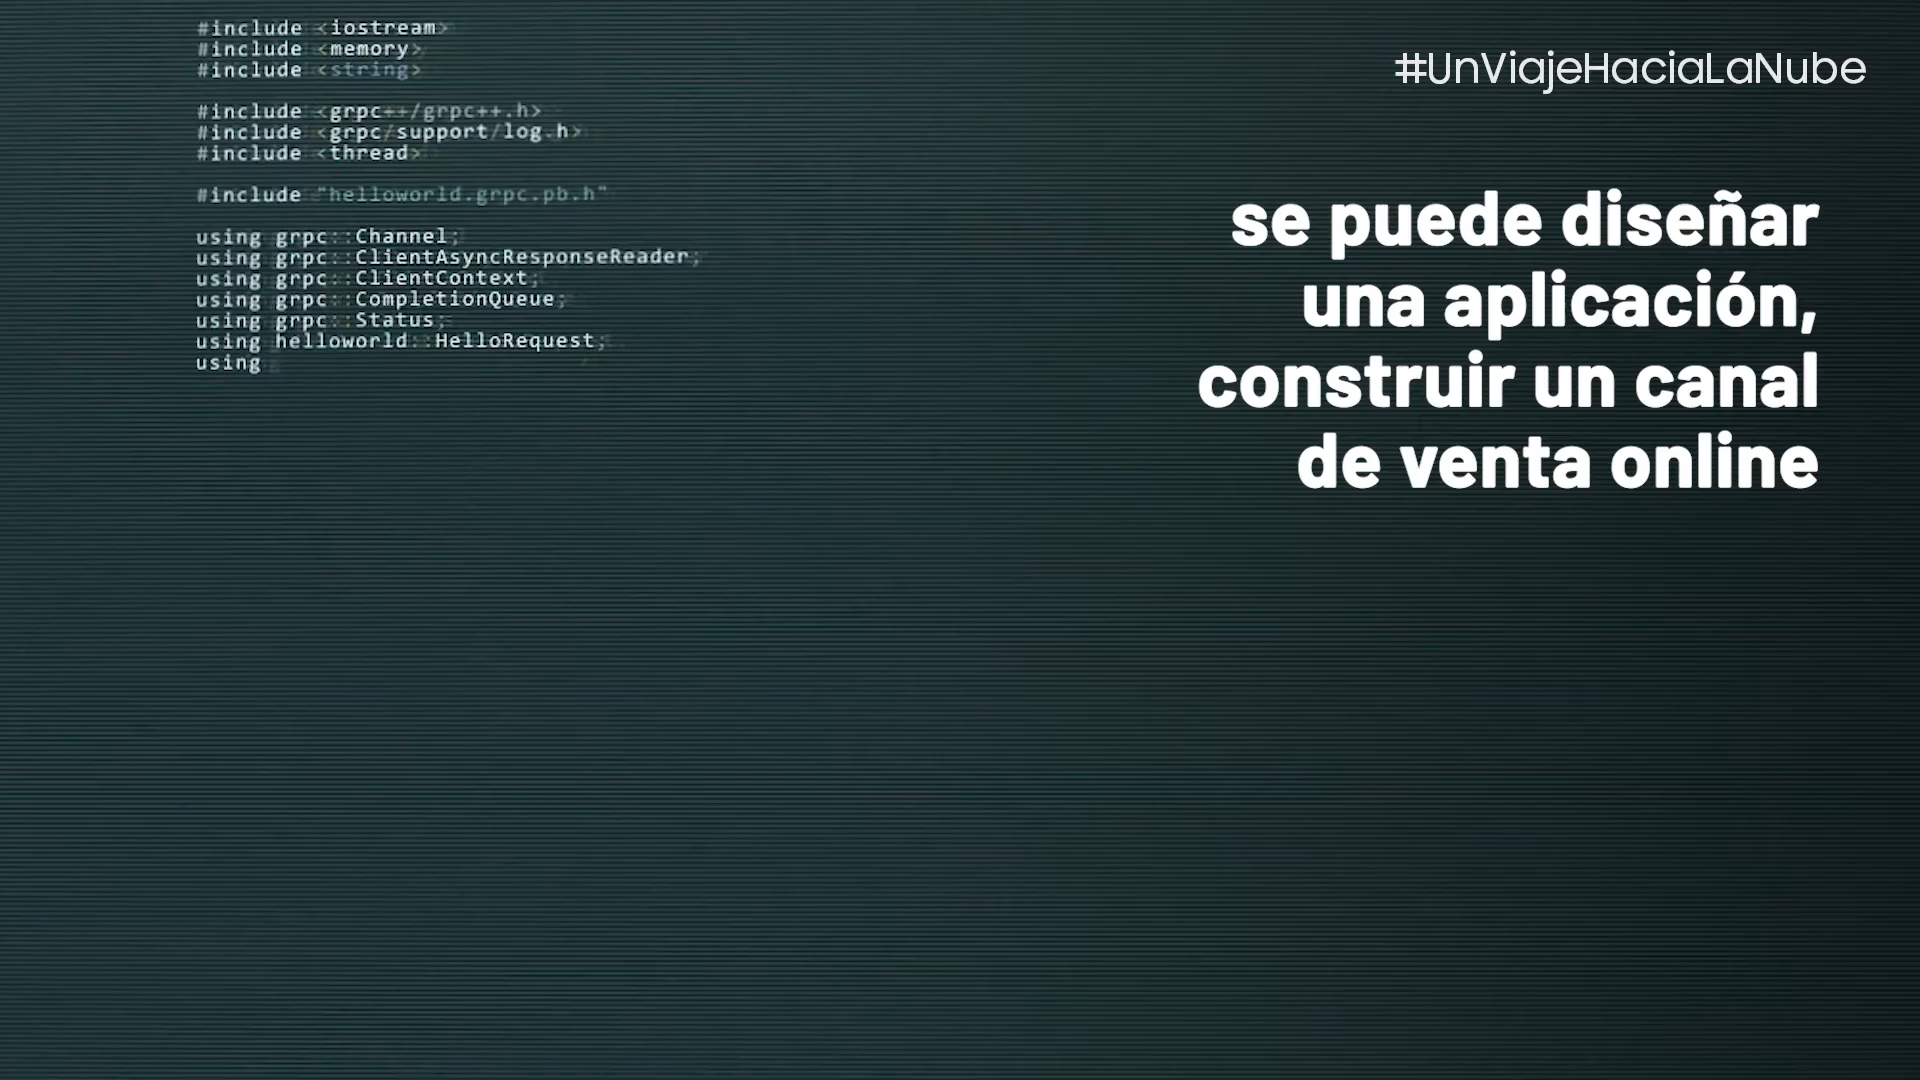 #include <iostream>
#include <memory>
#include <string>
#include <grpc++/grpc++.h>
#include <grpc/support/log.h>
#include <thread>
#include "helloworld.grpc.pb.h"
using grpc::Channel;
using grpc::ClientAsyncResponseReader;
using grpc::ClientContext;
using grpc::CompletionQueue;
using grpc::Status;
using helloworld::HelloRequest;
using
#UnViajeHaciaLaNube
se puede diseñar
una aplicación,
construir un canal
de venta online